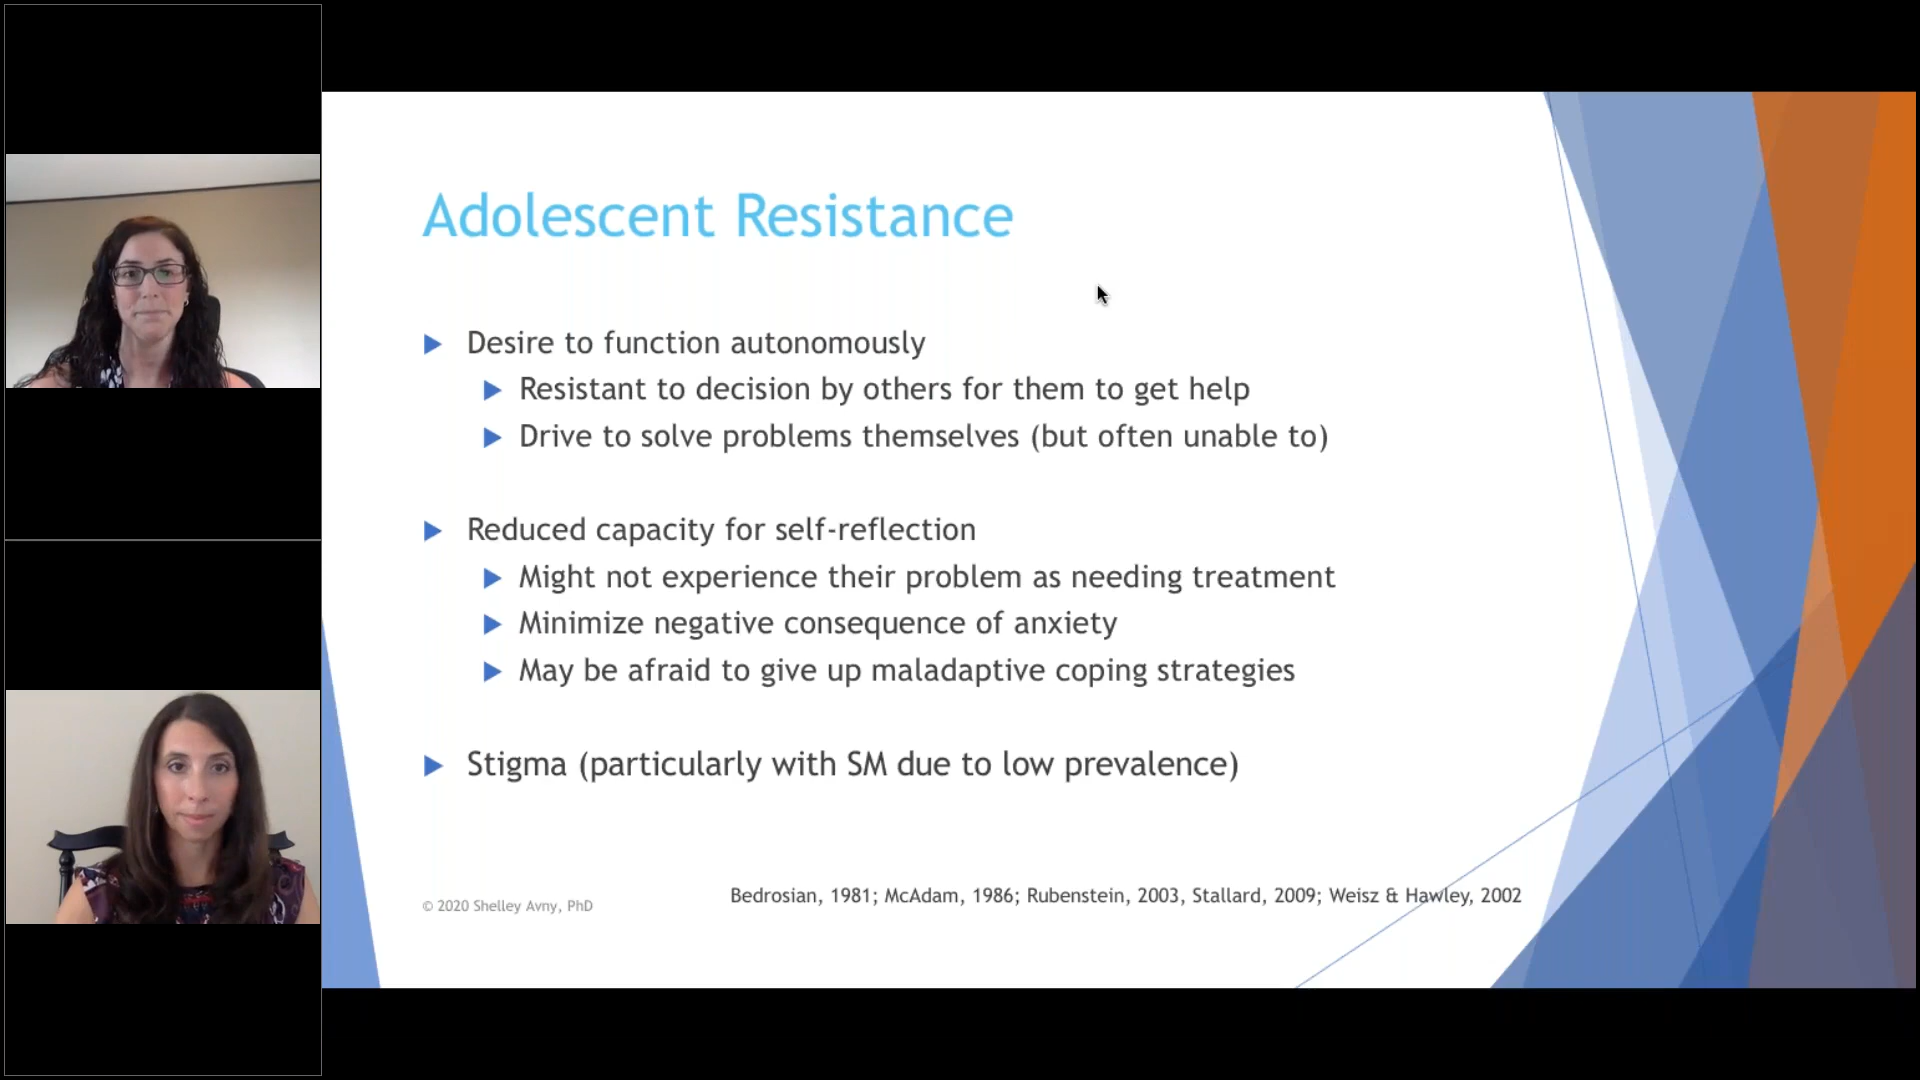 Adolescent Resistance
Desire to function autonomously
Resistant to decision by others for them to get help
Drive to solve problems themselves (but often unable to)
Reduced capacity for self-reflection
Might not experience their problem as needing treatment
Minimize negative consequence of anxiety
May be afraid to give up maladaptive coping strategies
Stigma (particularly with SM due to low prevalence)
Bedrosian, 1981; McAdam, 1986; Rubenstein, 2003, Stallard, 2009; Weisz & Hawley, 2002
© 2020 Shelley Avny, PhD